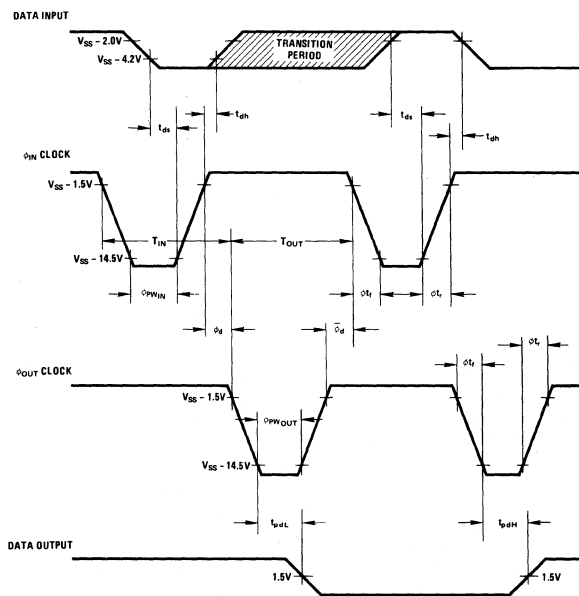 DATA INPUT
VSS – 2.0V
VSS – 4.2V
TRANSITION
PERIOD
tds
tdh
tds
tdh
ϕIN CLOCK
VSS – 1.5V
TIN
TOUT
VSS – 14.5V
ϕPWIN
ϕtf
ϕtr
ϕd
ϕ̅d
ϕtf
ϕtr
ϕOUT CLOCK
VSS – 1.5V
ϕPWOUT
VSS – 14.5V
tpdL
tpdH
DATA OUTPUT
1.5V
1.5V